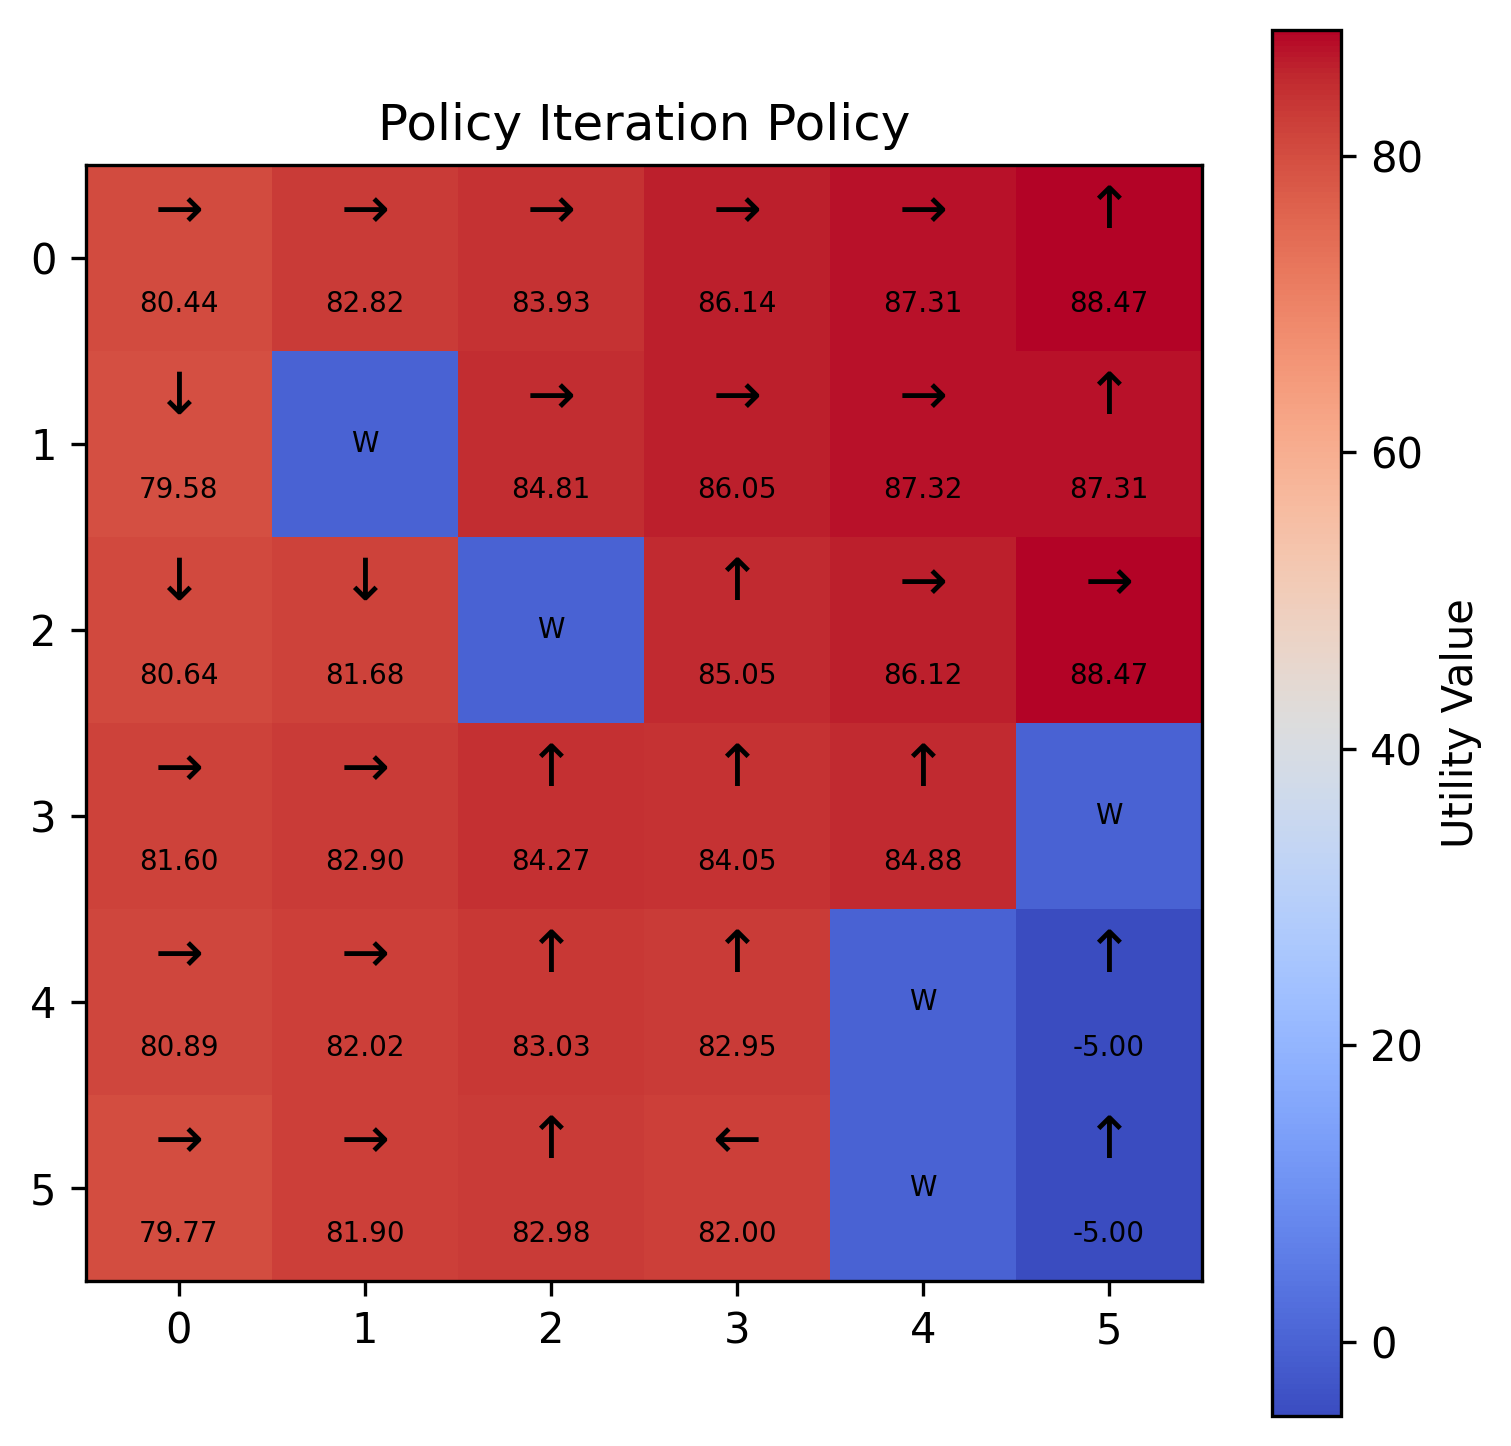 Policy Iteration Policy
→ → → → → ↑
0
80.44 82.82 83.93 86.14 87.31 88.47
↓ → → → ↑
1 W
79.58 84.81 86.05 87.32 87.31
↓ ↓ ↑ → →
2 W
80.64 81.68 85.05 86.12 88.47
→ → ↑ ↑ ↑
3 W
81.60 82.90 84.27 84.05 84.88
→ → ↑ ↑ ↑
4 W
80.89 82.02 83.03 82.95 -5.00
→ → ↑ ← ↑
5 W
79.77 81.90 82.98 82.00 -5.00
0 1 2 3 4 5
80
60
40
20
0
Utility Value